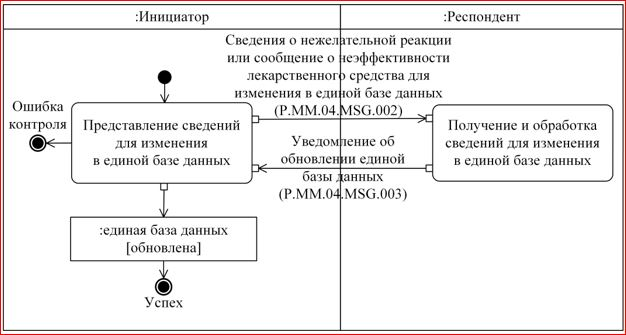 :Инициатор
:Респондент
Сведения о нежелательной реакции
или сообщение о неэффективности
лекарственного средства для
изменения в единой базе данных
(P.MM.04.MSG.002)
Ошибка
контроля
Представление сведений
для изменения
в единой базе данных
Получение и обработка
сведений для изменения
в единой базе данных
Уведомление об
обновлении единой
базы данных
(P.MM.04.MSG.003)
:единая база данных
[обновлена]
Успех